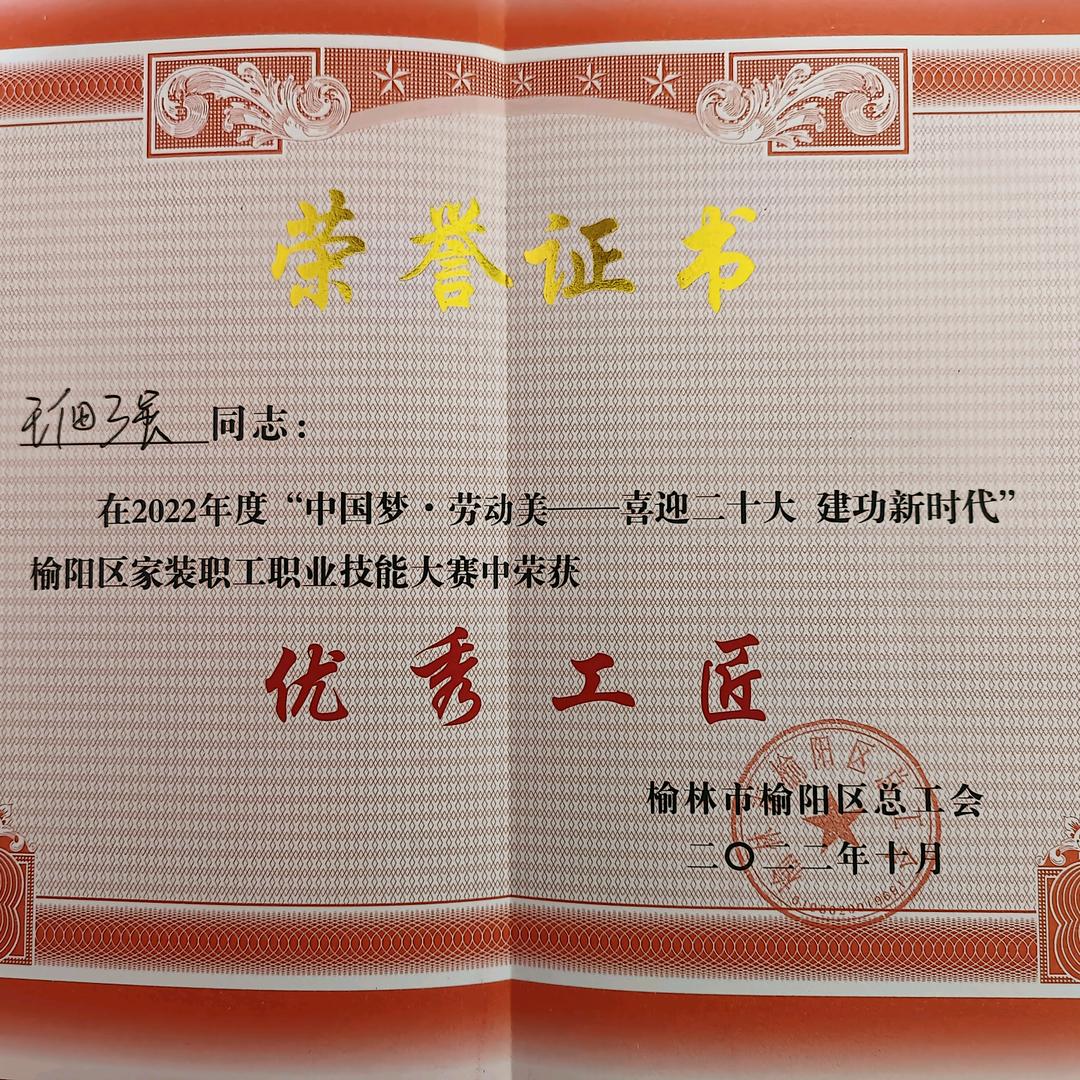 荣誉证书
王佃强 同志：
在2022年度“中国梦·劳动美——喜迎二十大 建功新时代”
榆阳区家装职工职业技能大赛中荣获
优秀工匠
榆林市榆阳区总工会
二〇二二年十月